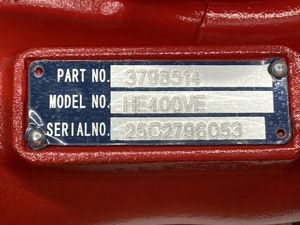 PART NO. 3798514
MODEL NO. HE400VE
SERIALNO. 25C2796053